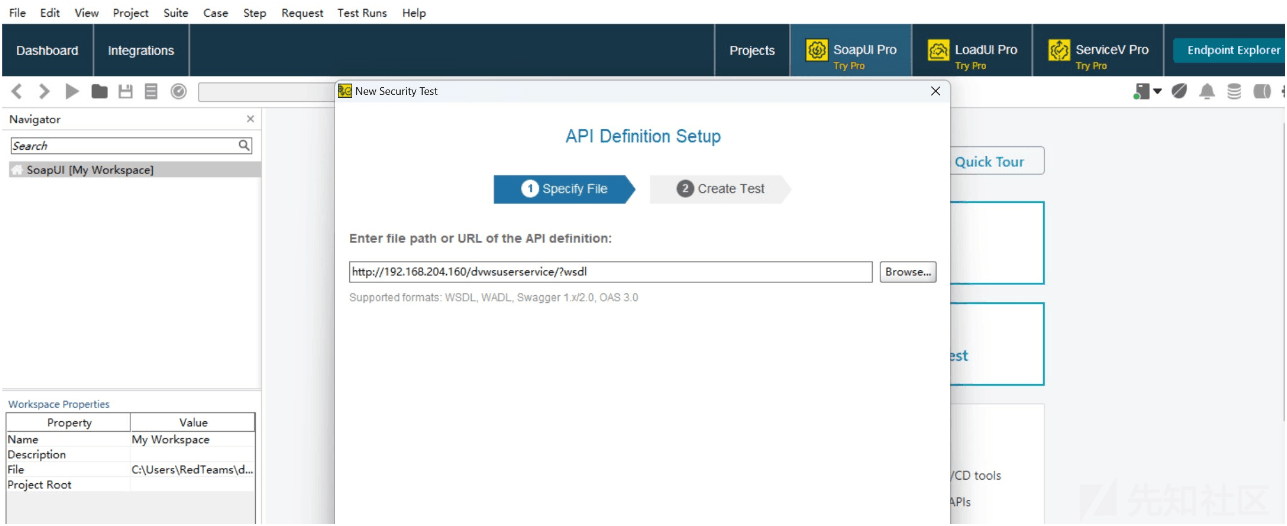 File Edit View Project Suite Case Step Request Test Runs Help
Dashboard Integrations Projects SoapUI Pro LoadUI Pro ServiceV Pro Endpoint Explorer
Try Pro Try Pro Try Pro
New Security Test
Navigator
Search
SoapUI [My Workspace]
API Definition Setup
Quick Tour
1 Specify File 2 Create Test
Enter file path or URL of the API definition:
http://192.168.204.160/dvwsuserservice/?wsdl Browse...
Supported formats: WSDL, WADL, Swagger 1.x/2.0, OAS 3.0
est
Workspace Properties
Property Value
Name My Workspace
Description
File C:\Users\RedTeams\d...
Project Root
/CD tools
APIs
先知社区